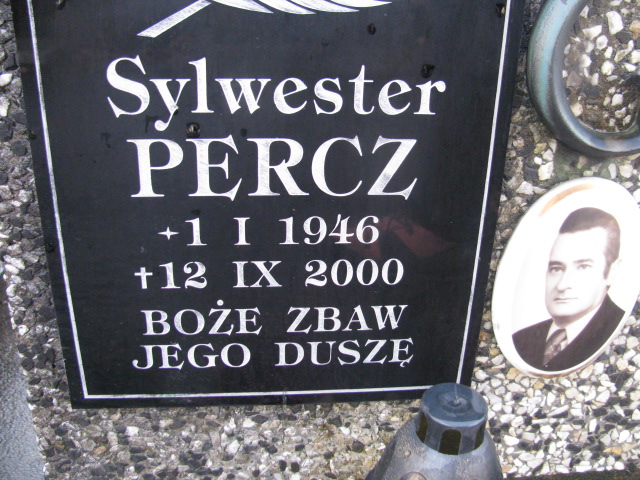 Sylwester
PERCZ
+1 I 1946
†12 IX 2000
BOŻE ZBAW
JEGO DUSZĘ